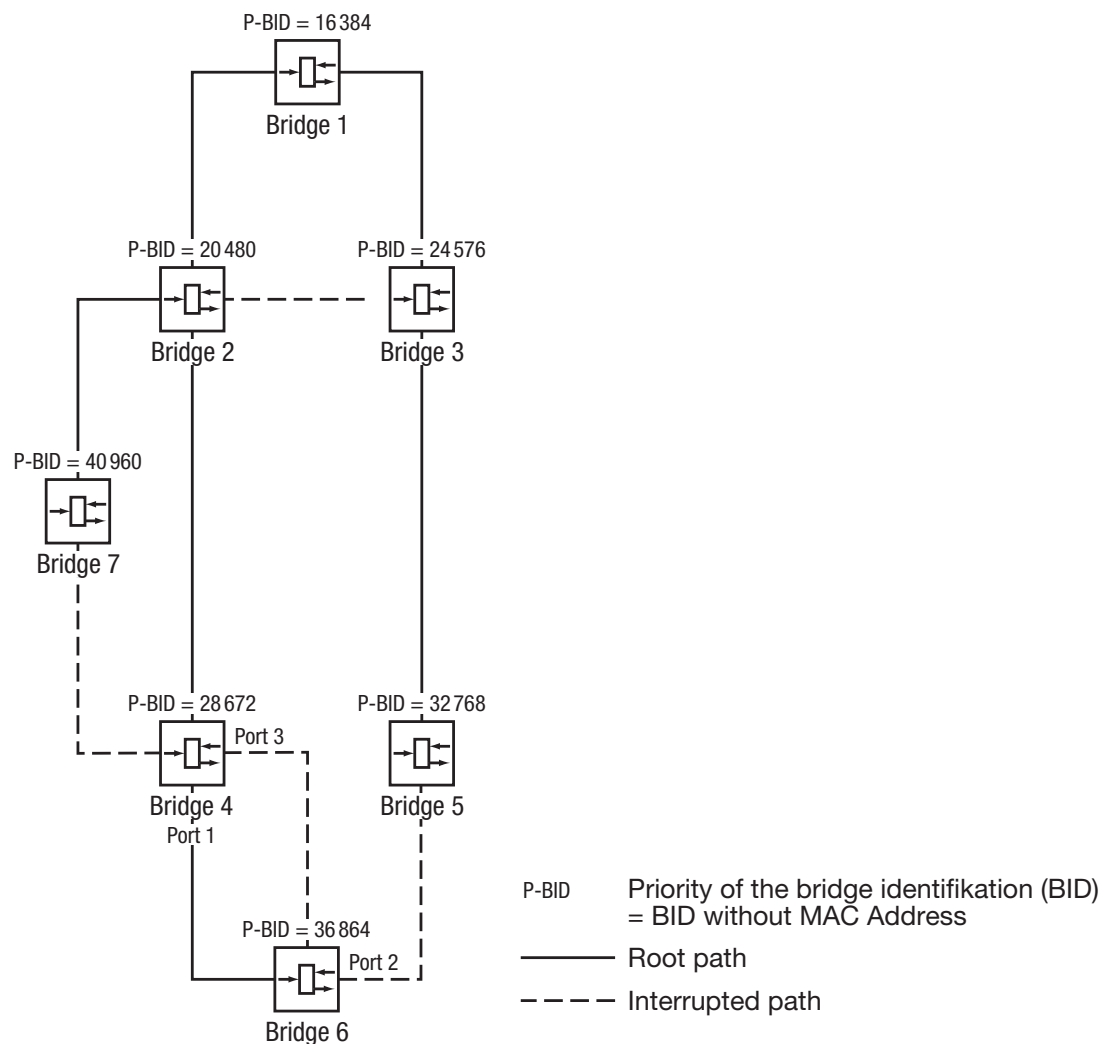 P-BID = 16 384
Bridge 1
P-BID = 20 480
P-BID = 24 576
Bridge 2
Bridge 3
P-BID = 40 960
Bridge 7
P-BID = 28 672
P-BID = 32 768
Port 3
Bridge 4
Bridge 5
Port 1
P-BID = 36 864
Port 2
Bridge 6
P-BID Priority of the bridge identifikation (BID)
= BID without MAC Address
Root path
Interrupted path